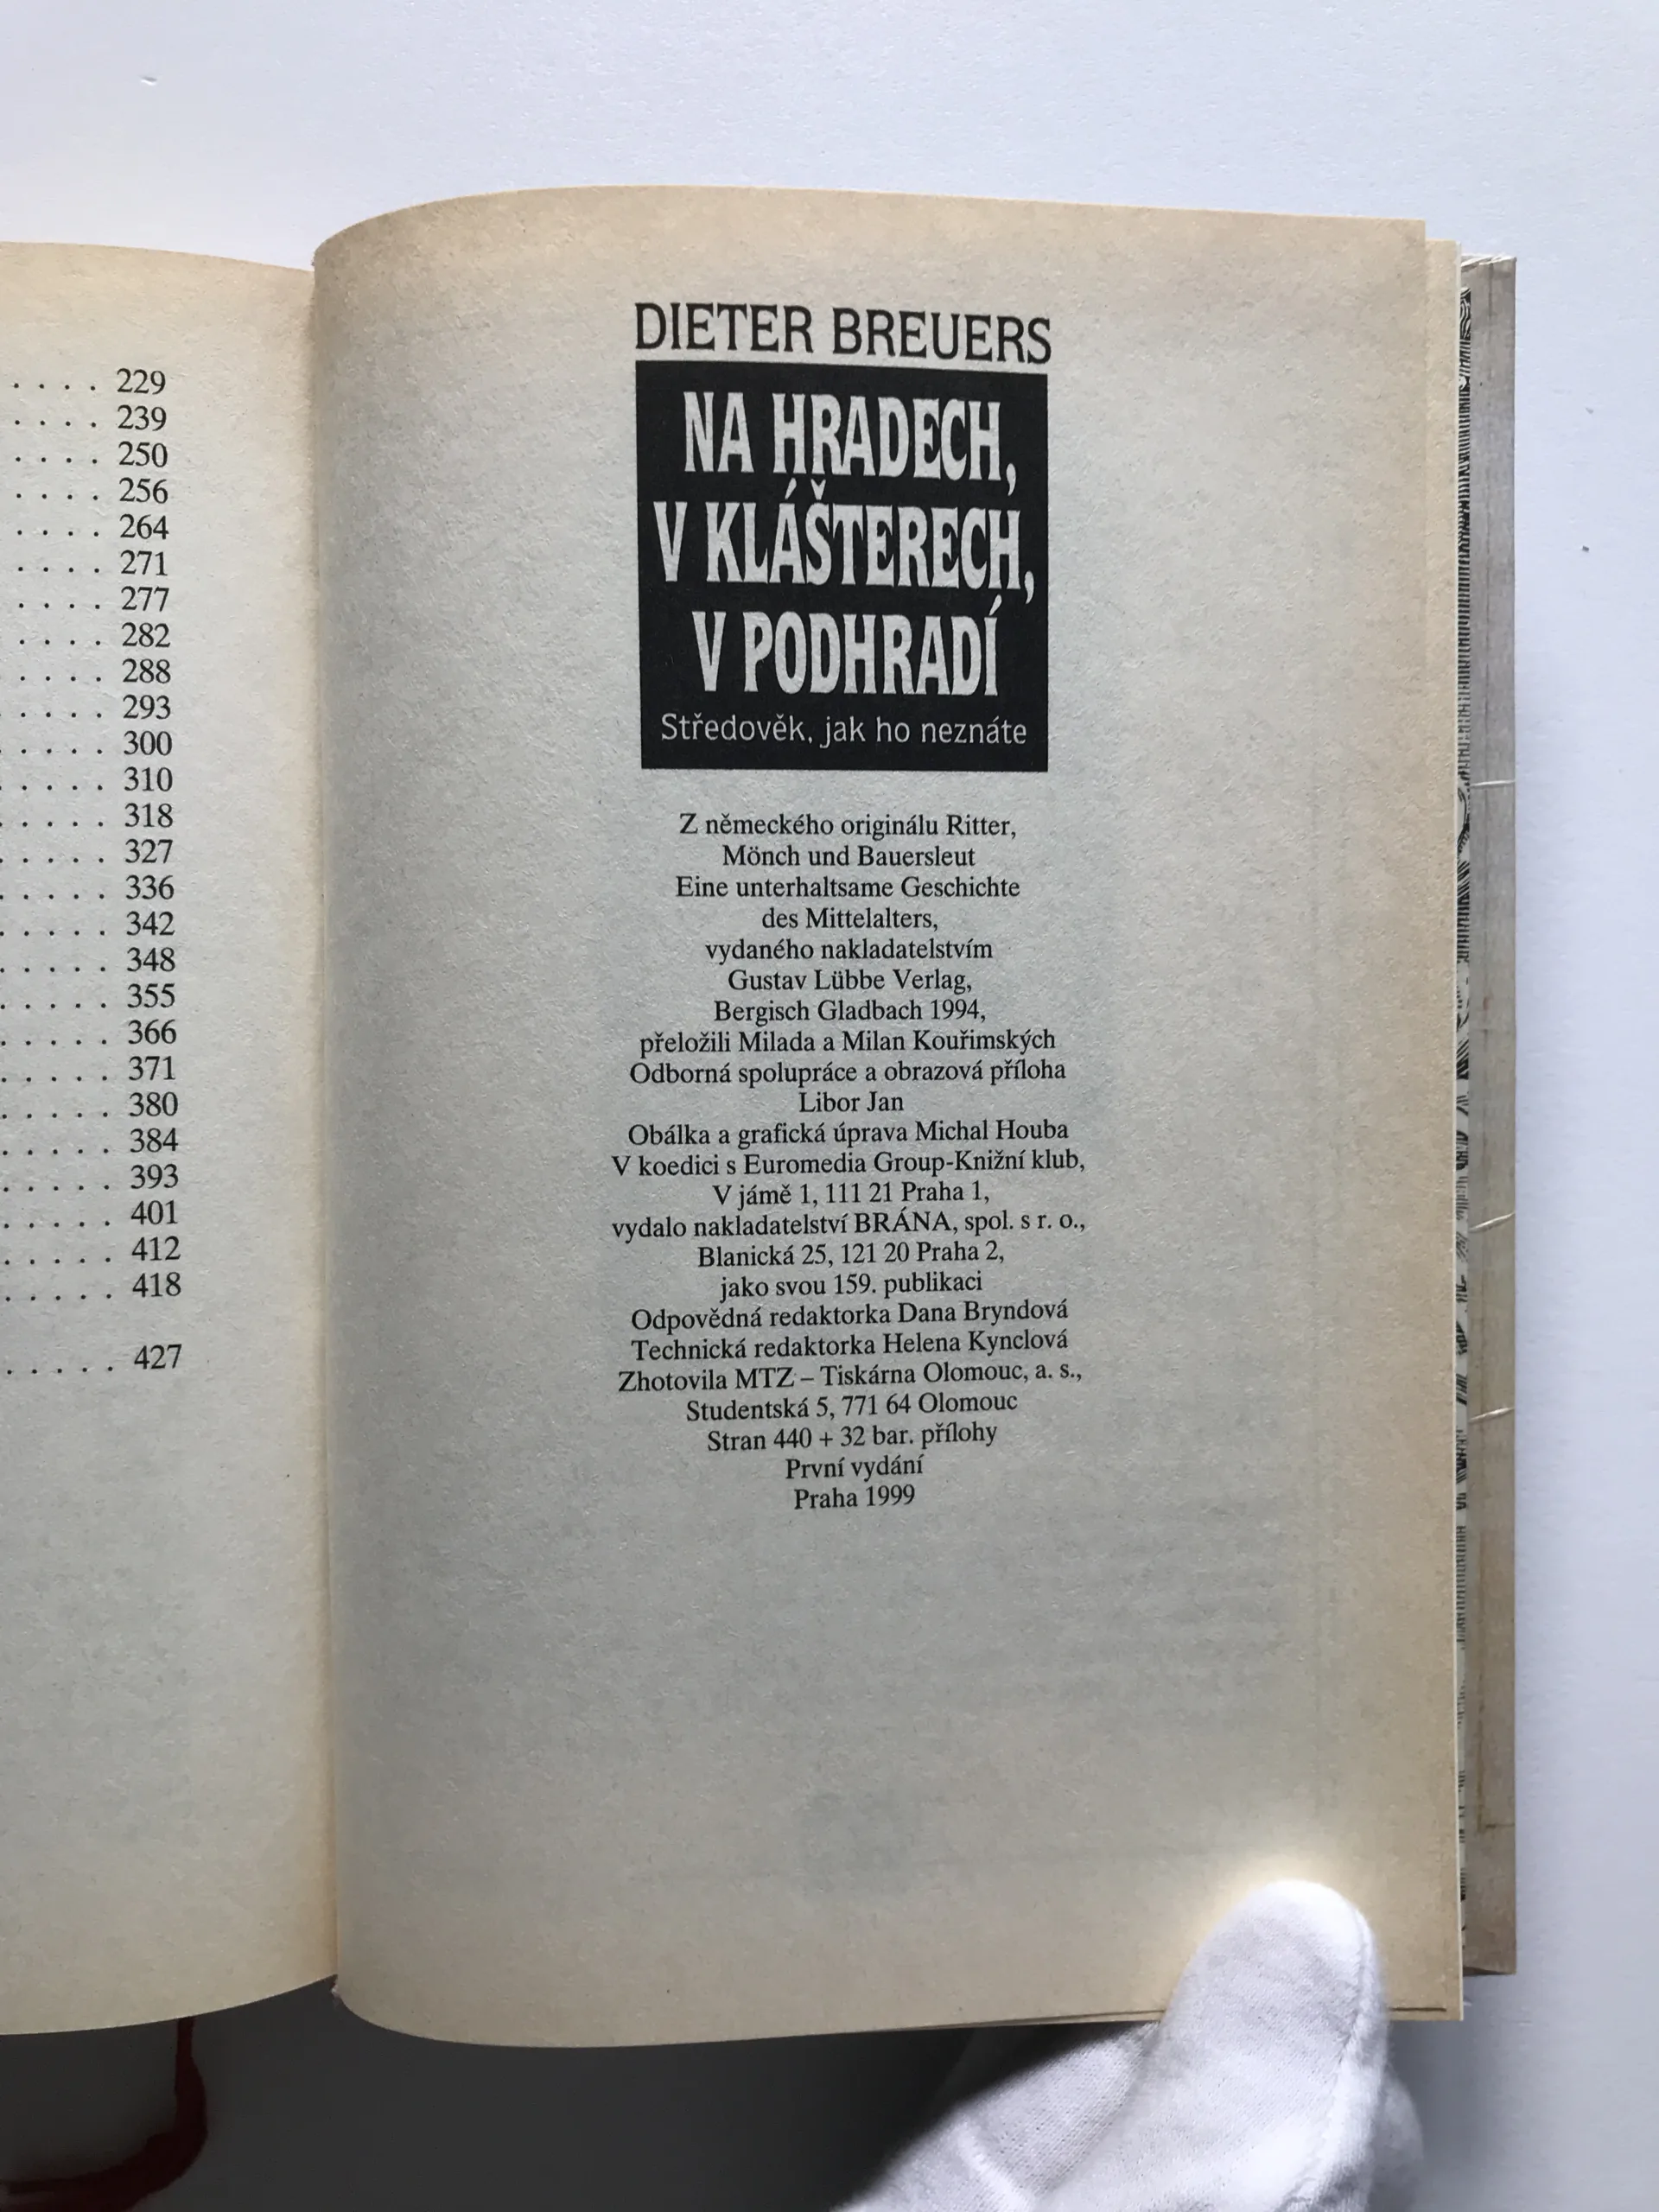 . . . . 229
. . . . 239
. . . . 250
. . . . 256
. . . . 264
. . . . 271
. . . . 277
. . . . 282
. . . . 288
. . . . . 293
. . . . . 300
. . . . . 310
. . . . . 318
. . . . . 327
. . . . . 336
. . . . . 342
. . . . . 348
. . . . . 355
. . . . . 366
. . . . . 371
. . . . . 380
. . . . . 384
. . . . . 393
. . . . . 401
. . . . . 412
. . . . . 418
. . . . . 427
DIETER BREUERS
NA HRADECH,
V KLÁŠTERECH,
V PODHRADÍ
Středověk, jak ho neznáte
Z německého originálu Ritter,
Mönch und Bauersleut
Eine unterhaltsame Geschichte
des Mittelalters,
vydaného nakladatelstvím
Gustav Lübbe Verlag,
Bergisch Gladbach 1994,
přeložili Milada a Milan Kouřimských
Odborná spolupráce a obrazová příloha
Libor Jan
Obálka a grafická úprava Michal Houba
V koedici s Euromedia Group-Knižní klub,
V jámě 1, 111 21 Praha 1,
vydalo nakladatelství BRÁNA, spol. s r. o.,
Blanická 25, 121 20 Praha 2,
jako svou 159. publikaci
Odpovědná redaktorka Dana Bryndová
Technická redaktorka Helena Kynclová
Zhotovila MTZ – Tiskárna Olomouc, a. s.,
Studentská 5, 771 64 Olomouc
Stran 440 + 32 bar. přílohy
První vydání
Praha 1999